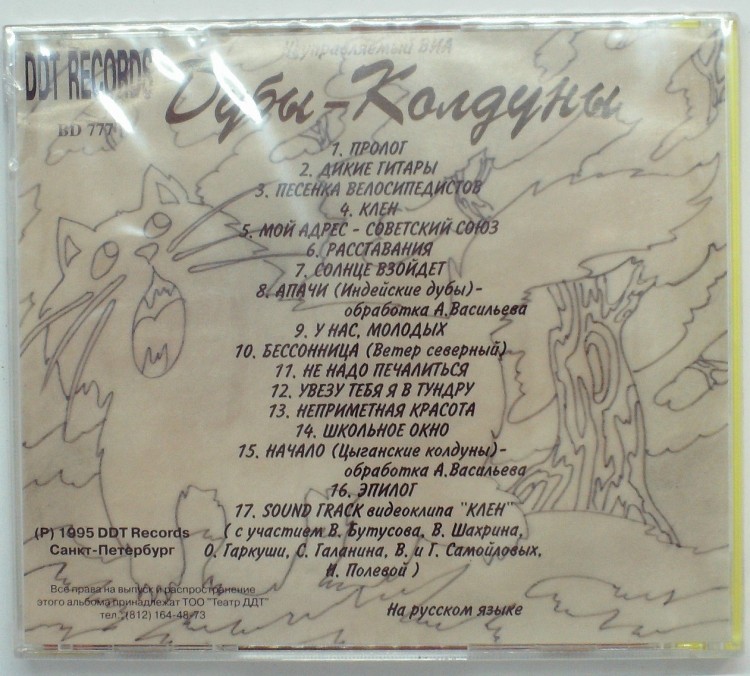 Неуправляемый ВИА
DDT RECORDS
Дубы-Колдуны
BD 777
1. ПРОЛОГ
2. ДИКИЕ ГИТАРЫ
3. ПЕСЕНКА ВЕЛОСИПЕДИСТОВ
4. КЛЕН
5. МОЙ АДРЕС - СОВЕТСКИЙ СОЮЗ
6. РАССТАВАНИЯ
7. СОЛНЦЕ ВЗОЙДЕТ
8. АПАЧИ (Индейские дубы)-
обработка А.Васильева
9. У НАС, МОЛОДЫХ
10. БЕССОННИЦА (Ветер северный)
11. НЕ НАДО ПЕЧАЛИТЬСЯ
12. УВЕЗУ ТЕБЯ Я В ТУНДРУ
13. НЕПРИМЕТНАЯ КРАСОТА
14. ШКОЛЬНОЕ ОКНО
15. НАЧАЛО (Цыганские колдуны)-
обработка А.Васильева
16. ЭПИЛОГ
17. SOUND TRACK видеоклипа "КЛЕН"
( с участием В. Бутусова, В. Шахрина,
О. Гаркуши, С. Галанина, В. и Г. Самойловых,
Н. Полевой )
(P) 1995 DDT Records
Санкт-Петербург
Все права на выпуск и распространение
этого альбома принадлежат ТОО "Театр ДДТ"
тел. (812) 164-48-73
На русском языке